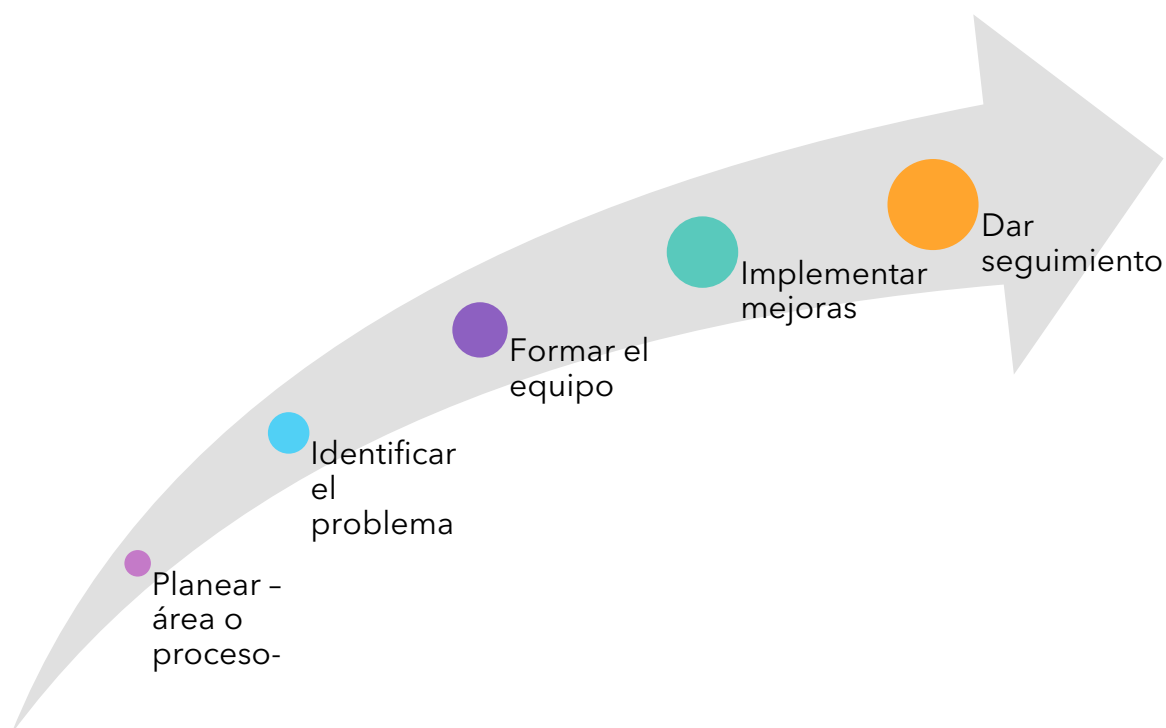 Planear –
área o
proceso-
Identificar
el
problema
Formar el
equipo
Implementar
mejoras
Dar
seguimiento